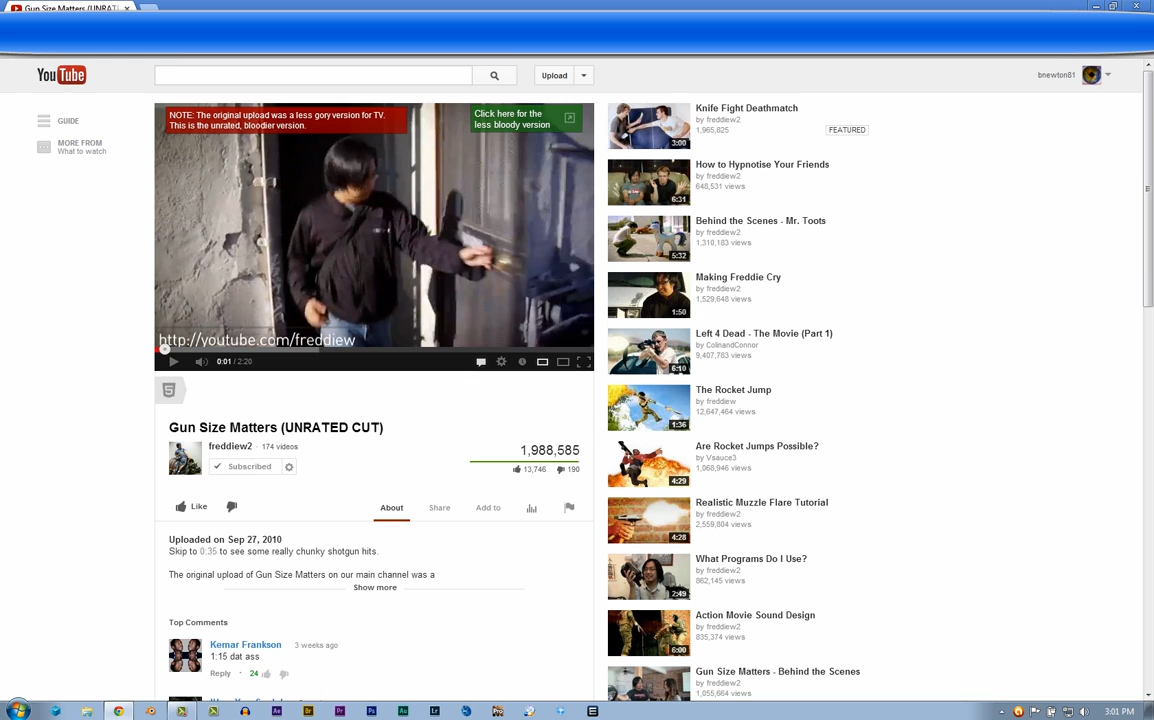 Gun Size Matters (UNRATE
YouTube
Upload
bnewton81
GUIDE
MORE FROM
What to watch
NOTE: The original upload was a less gory version for TV.
This is the unrated, bloodier version.
Click here for the
less bloody version
http://youtube.com/freddiew
0:01 / 2:20
Gun Size Matters (UNRATED CUT)
freddiew2 · 174 videos
Subscribed
1,988,585
13,746 190
Like
About Share Add to
Uploaded on Sep 27, 2010
Skip to 0:35 to see some really chunky shotgun hits.
The original upload of Gun Size Matters on our main channel was a
Show more
Top Comments
Kemar Frankson 3 weeks ago
1:15 dat ass
Reply · 24
Knife Fight Deathmatch
by freddiew2
1,965,825
FEATURED
3:00
How to Hypnotise Your Friends
by freddiew2
648,531 views
6:31
Behind the Scenes - Mr. Toots
by freddiew2
1,310,183 views
5:32
Making Freddie Cry
by freddiew2
1,529,648 views
1:50
Left 4 Dead - The Movie (Part 1)
by ColinandConnor
9,407,783 views
6:10
The Rocket Jump
by freddiew
12,647,464 views
1:36
Are Rocket Jumps Possible?
by Vsauce3
1,068,946 views
4:29
Realistic Muzzle Flare Tutorial
by freddiew2
2,559,804 views
4:28
What Programs Do I Use?
by freddiew2
862,145 views
2:49
Action Movie Sound Design
by freddiew2
835,374 views
6:00
Gun Size Matters - Behind the Scenes
by freddiew2
1,055,664 views
Ae Br Pr Ps Au Lr
3:01 PM